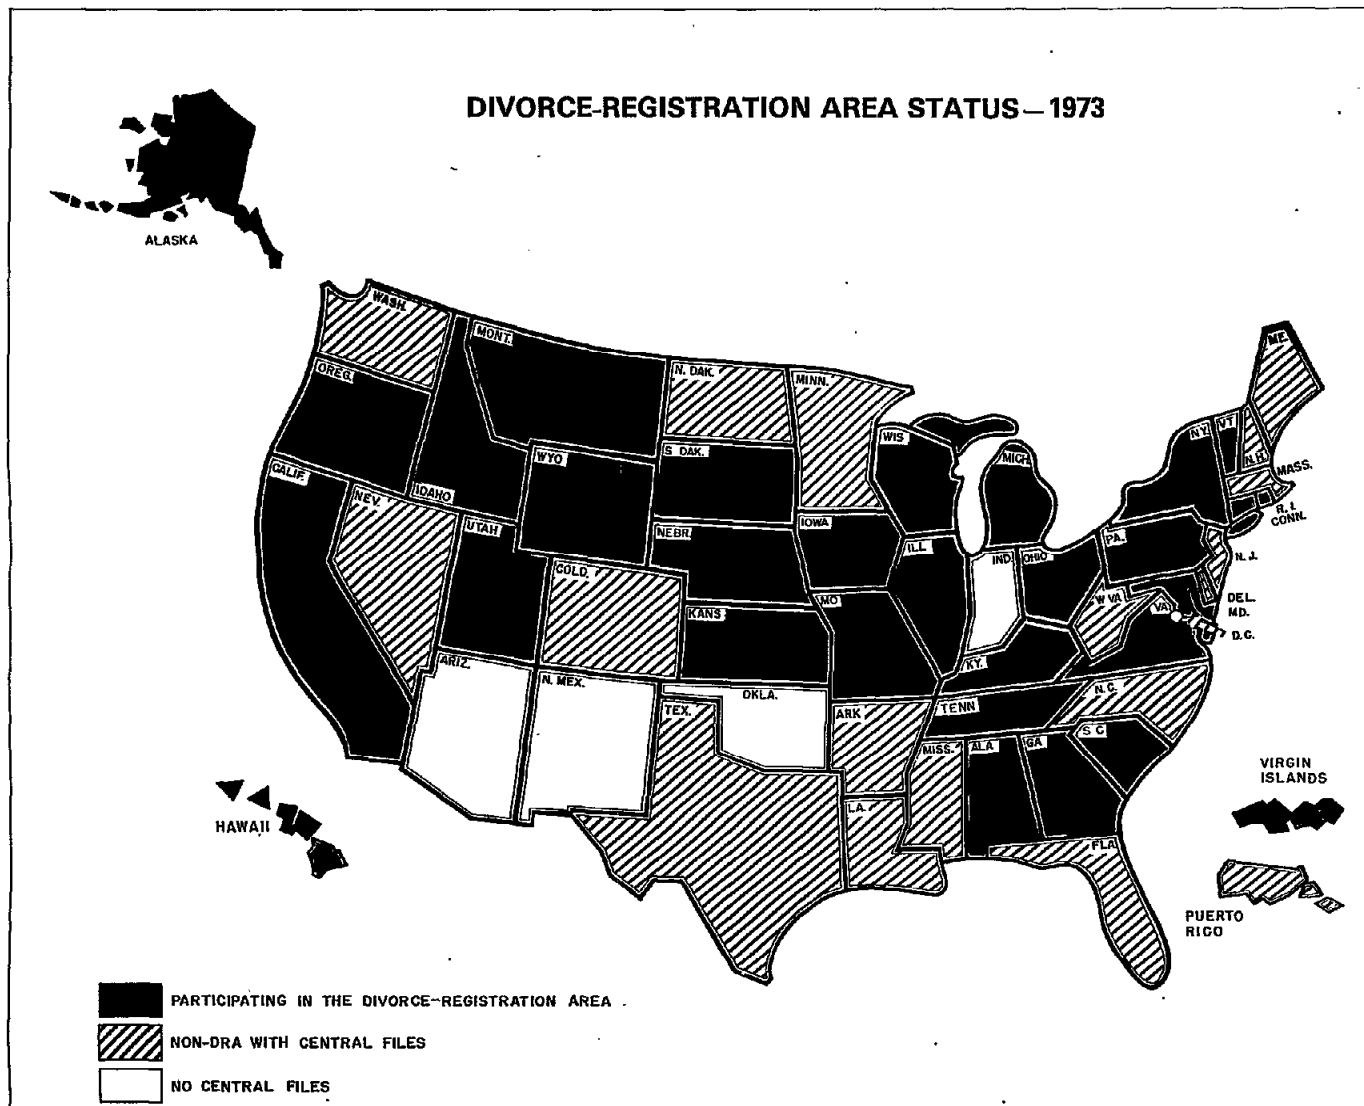 DIVORCE-REGISTRATION AREA STATUS—1973
ALASKA
WASH.
MONT.
ME.
OREG.
N. DAK.
MINN.
NY.
VT
WIS
MICH.
N.H.
MASS.
CALIF.
WYO
S DAK.
IDAHO
NEV.
UTAH
NEBR.
IOWA
R. I.
CONN.
ILL
IND.
OHIO
PA.
N. J.
COLO.
KANS
MO
W VA
VA.
DEL.
MD.
D.C.
ARIZ.
N. MEX.
OKLA.
KY.
TEX.
ARK
TENN
N.C.
S C
MISS.
ALA
GA
VIRGIN
ISLANDS
HAWAII
LA.
FLA
PUERTO
RICO
PARTICIPATING IN THE DIVORCE-REGISTRATION AREA
NON-DRA WITH CENTRAL FILES
NO CENTRAL FILES